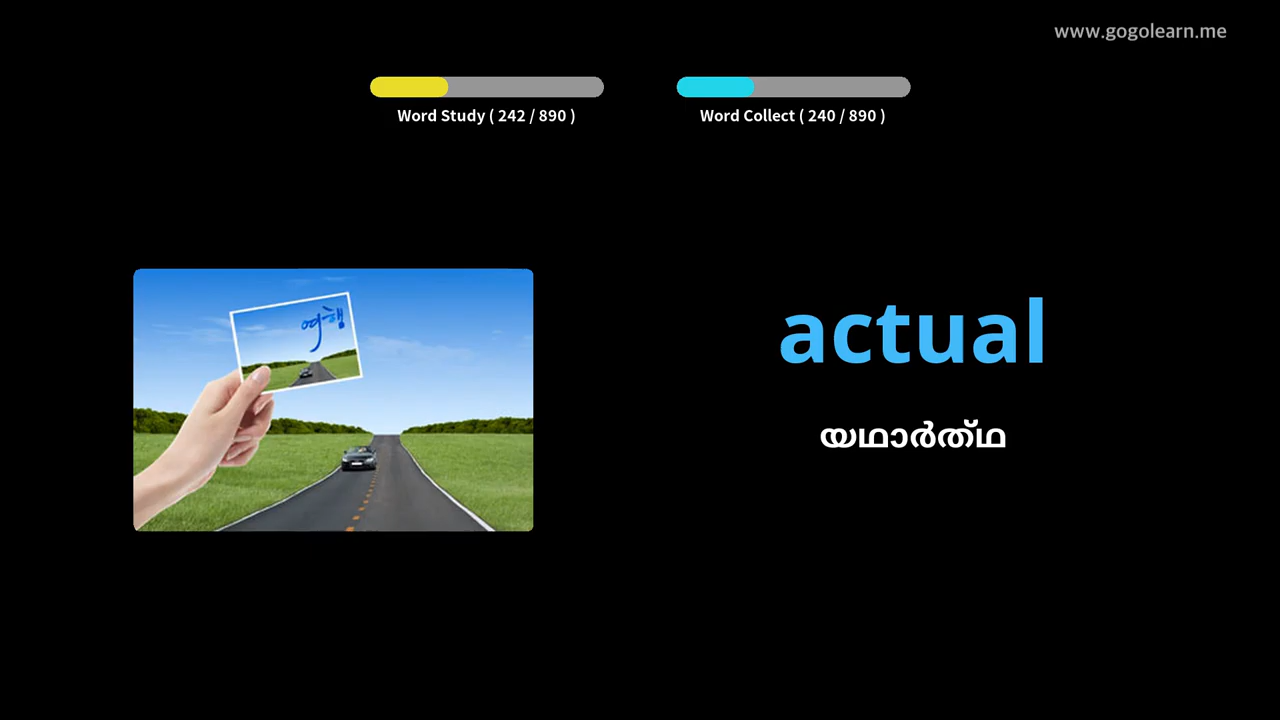 www.gogolearn.me
Word Study ( 242 / 890 )
Word Collect ( 240 / 890 )
여행
actual
യഥാർത്ഥ